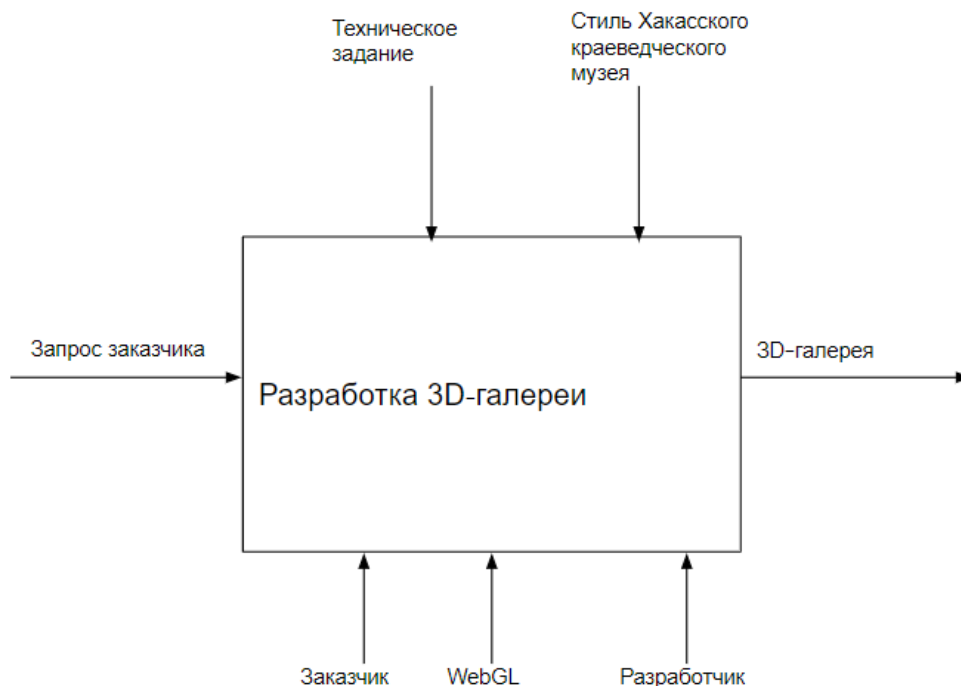 Техническое
задание
Стиль Хакасского
краеведческого
музея
Запрос заказчика
3D-галерея
Разработка 3D-галереи
Заказчик
WebGL
Разработчик